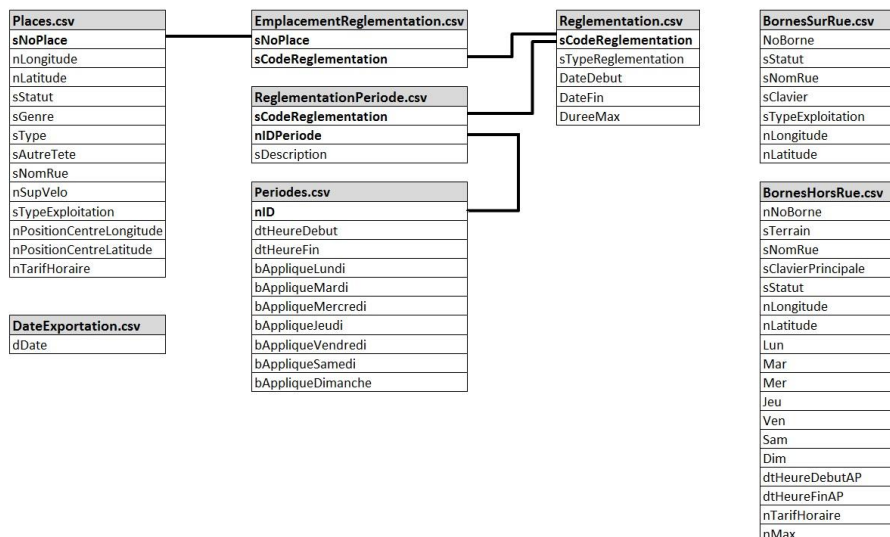 Places.csv
sNoPlace
nLongitude
nLatitude
sStatut
sGenre
sType
sAutreTete
sNomRue
nSupVelo
sTypeExploitation
nPositionCentreLongitude
nPositionCentreLatitude
nTarifHoraire
DateExportation.csv
dDate
EmplacementReglementation.csv
sNoPlace
sCodeReglementation
ReglementationPeriode.csv
sCodeReglementation
nIDPeriode
sDescription
Periodes.csv
nID
dtHeureDebut
dtHeureFin
bAppliqueLundi
bAppliqueMardi
bAppliqueMercredi
bAppliqueJeudi
bAppliqueVendredi
bAppliqueSamedi
bAppliqueDimanche
Reglementation.csv
sCodeReglementation
sTypeReglementation
DateDebut
DateFin
DureeMax
BornesSurRue.csv
NoBorne
sStatut
sNomRue
sClavier
sTypeExploitation
nLongitude
nLatitude
BornesHorsRue.csv
nNoBorne
sTerrain
sNomRue
sClavierPrincipale
sStatut
nLongitude
nLatitude
Lun
Mar
Mer
Jeu
Ven
Sam
Dim
dtHeureDebutAP
dtHeureFinAP
nTarifHoraire
nMax